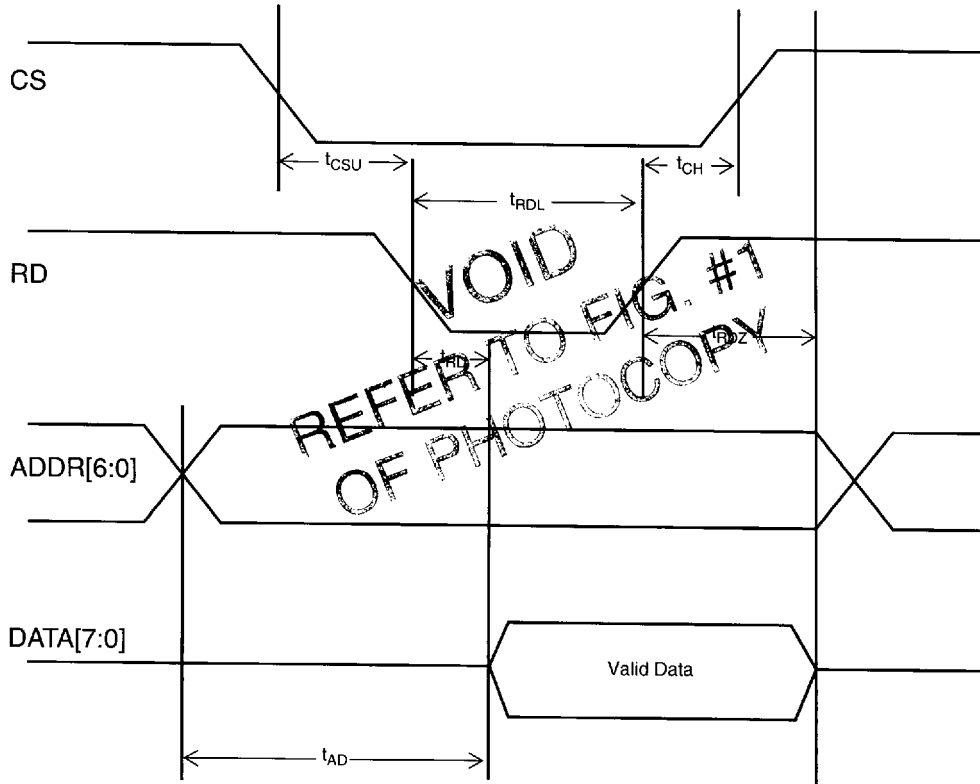 CS
tCSU
tCH
tRDL
RD
VOID
REFER TO FIG. #1
OF PHOTOCOPY
tRD
tRDZ
ADDR[6:0]
DATA[7:0]
Valid Data
tAD